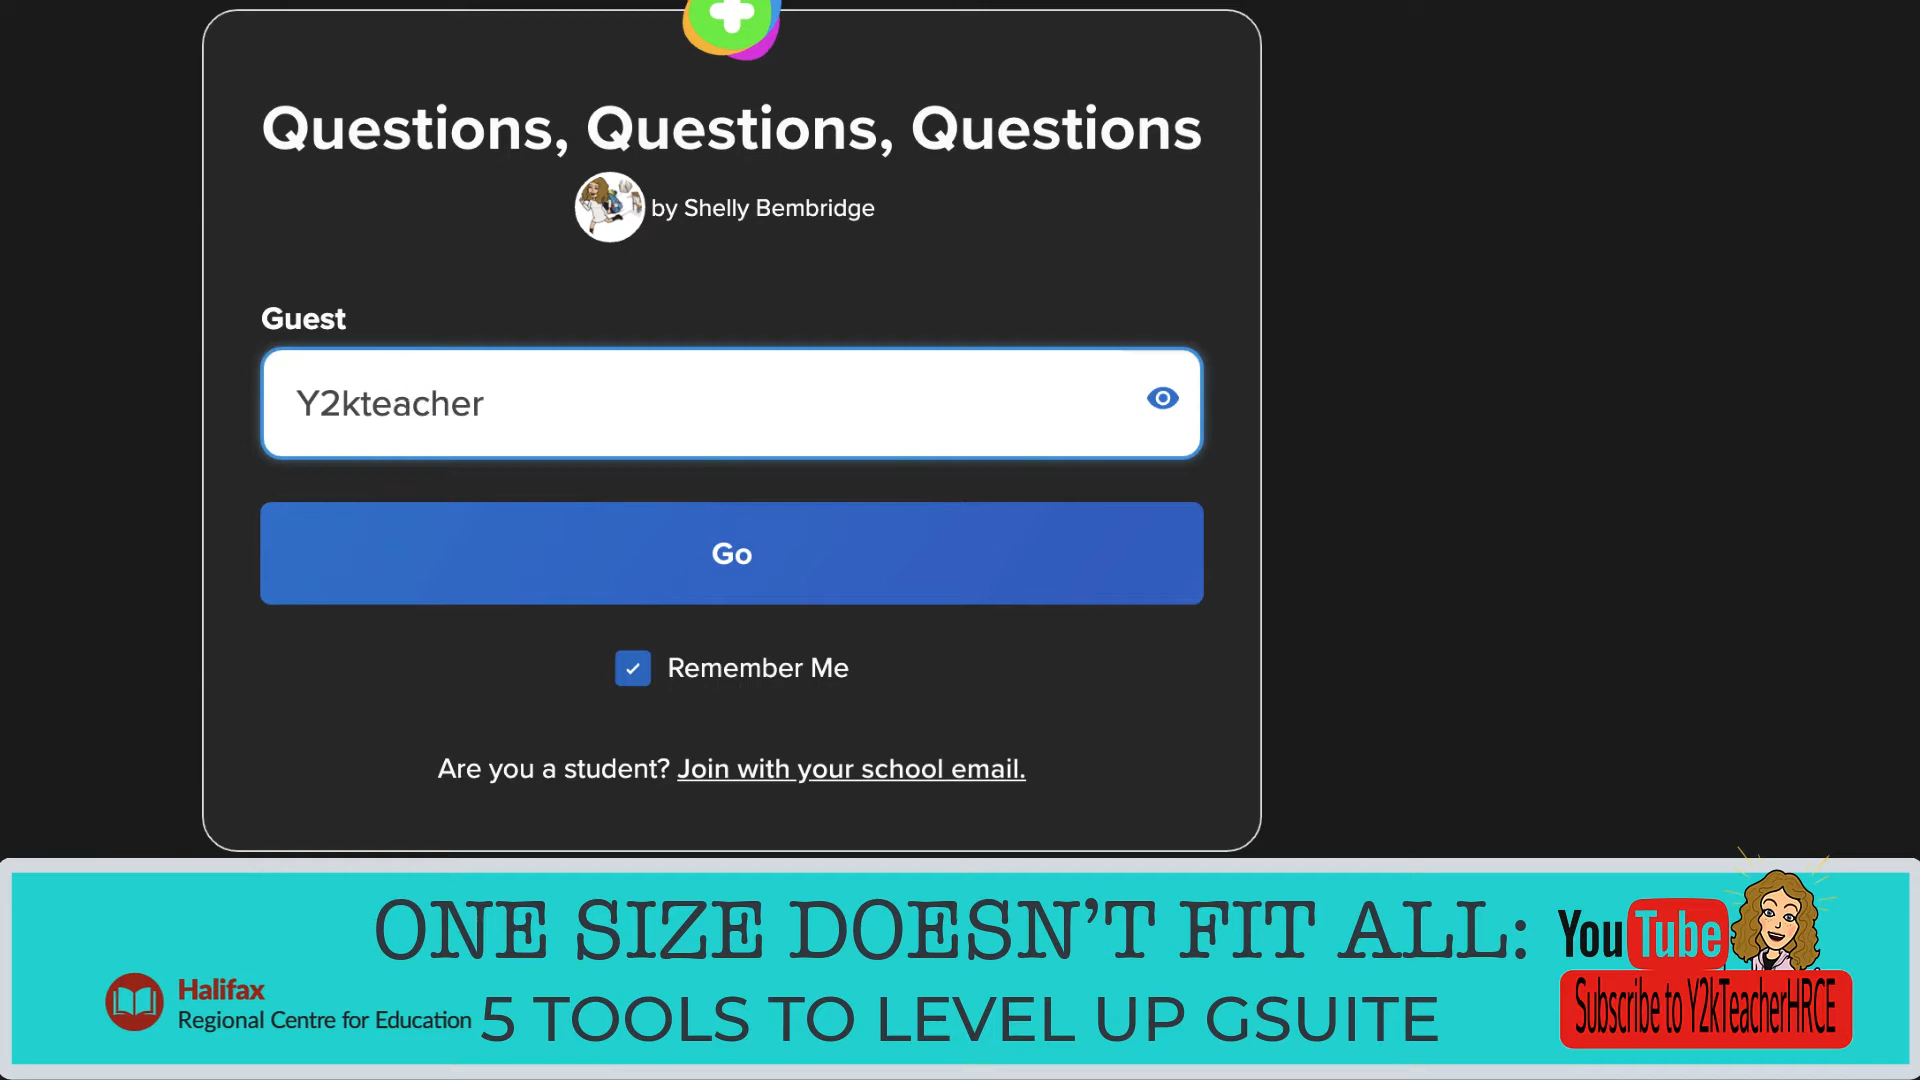 Questions, Questions, Questions
by Shelly Bembridge
Guest
Y2kteacher
Go
Remember Me
Are you a student? Join with your school email.
ONE SIZE DOESN'T FIT ALL:
5 TOOLS TO LEVEL UP GSUITE
Halifax
Regional Centre for Education
YouTube
Subscribe to Y2kTeacherHRCE